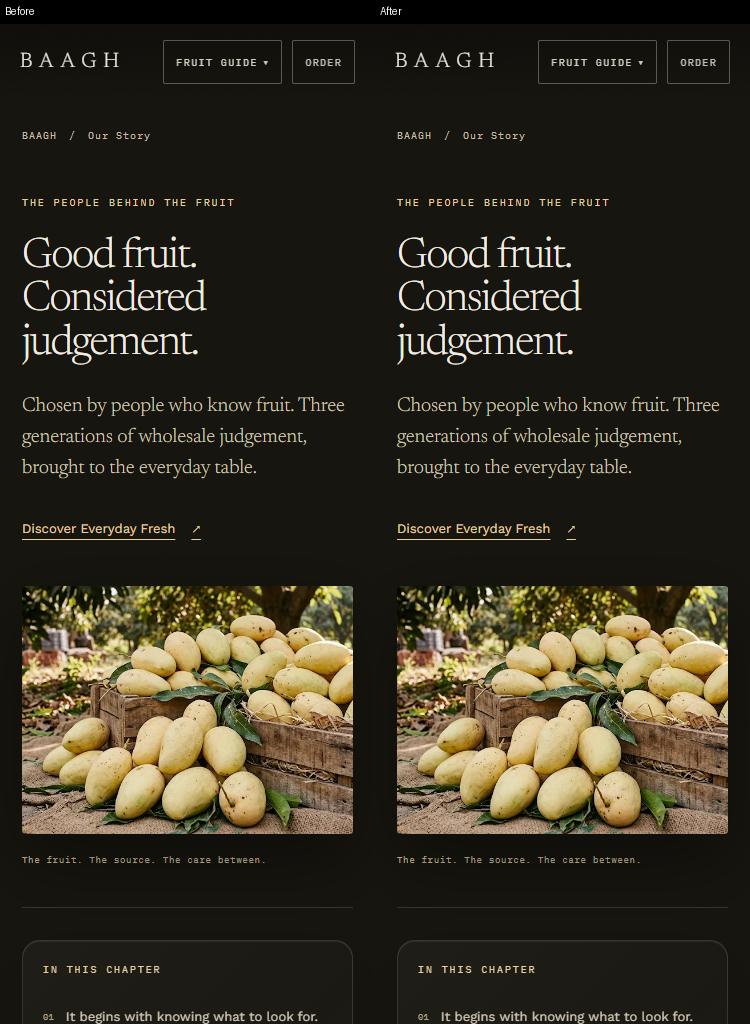 Before
BAAGH
FRUIT GUIDE ▾
ORDER
BAAGH / Our Story
THE PEOPLE BEHIND THE FRUIT
Good fruit.
Considered
judgement.
Chosen by people who know fruit. Three
generations of wholesale judgement,
brought to the everyday table.
Discover Everyday Fresh ↗
The fruit. The source. The care between.
IN THIS CHAPTER
01 It begins with knowing what to look for.
After
BAAGH
FRUIT GUIDE ▾
ORDER
BAAGH / Our Story
THE PEOPLE BEHIND THE FRUIT
Good fruit.
Considered
judgement.
Chosen by people who know fruit. Three
generations of wholesale judgement,
brought to the everyday table.
Discover Everyday Fresh ↗
The fruit. The source. The care between.
IN THIS CHAPTER
01 It begins with knowing what to look for.